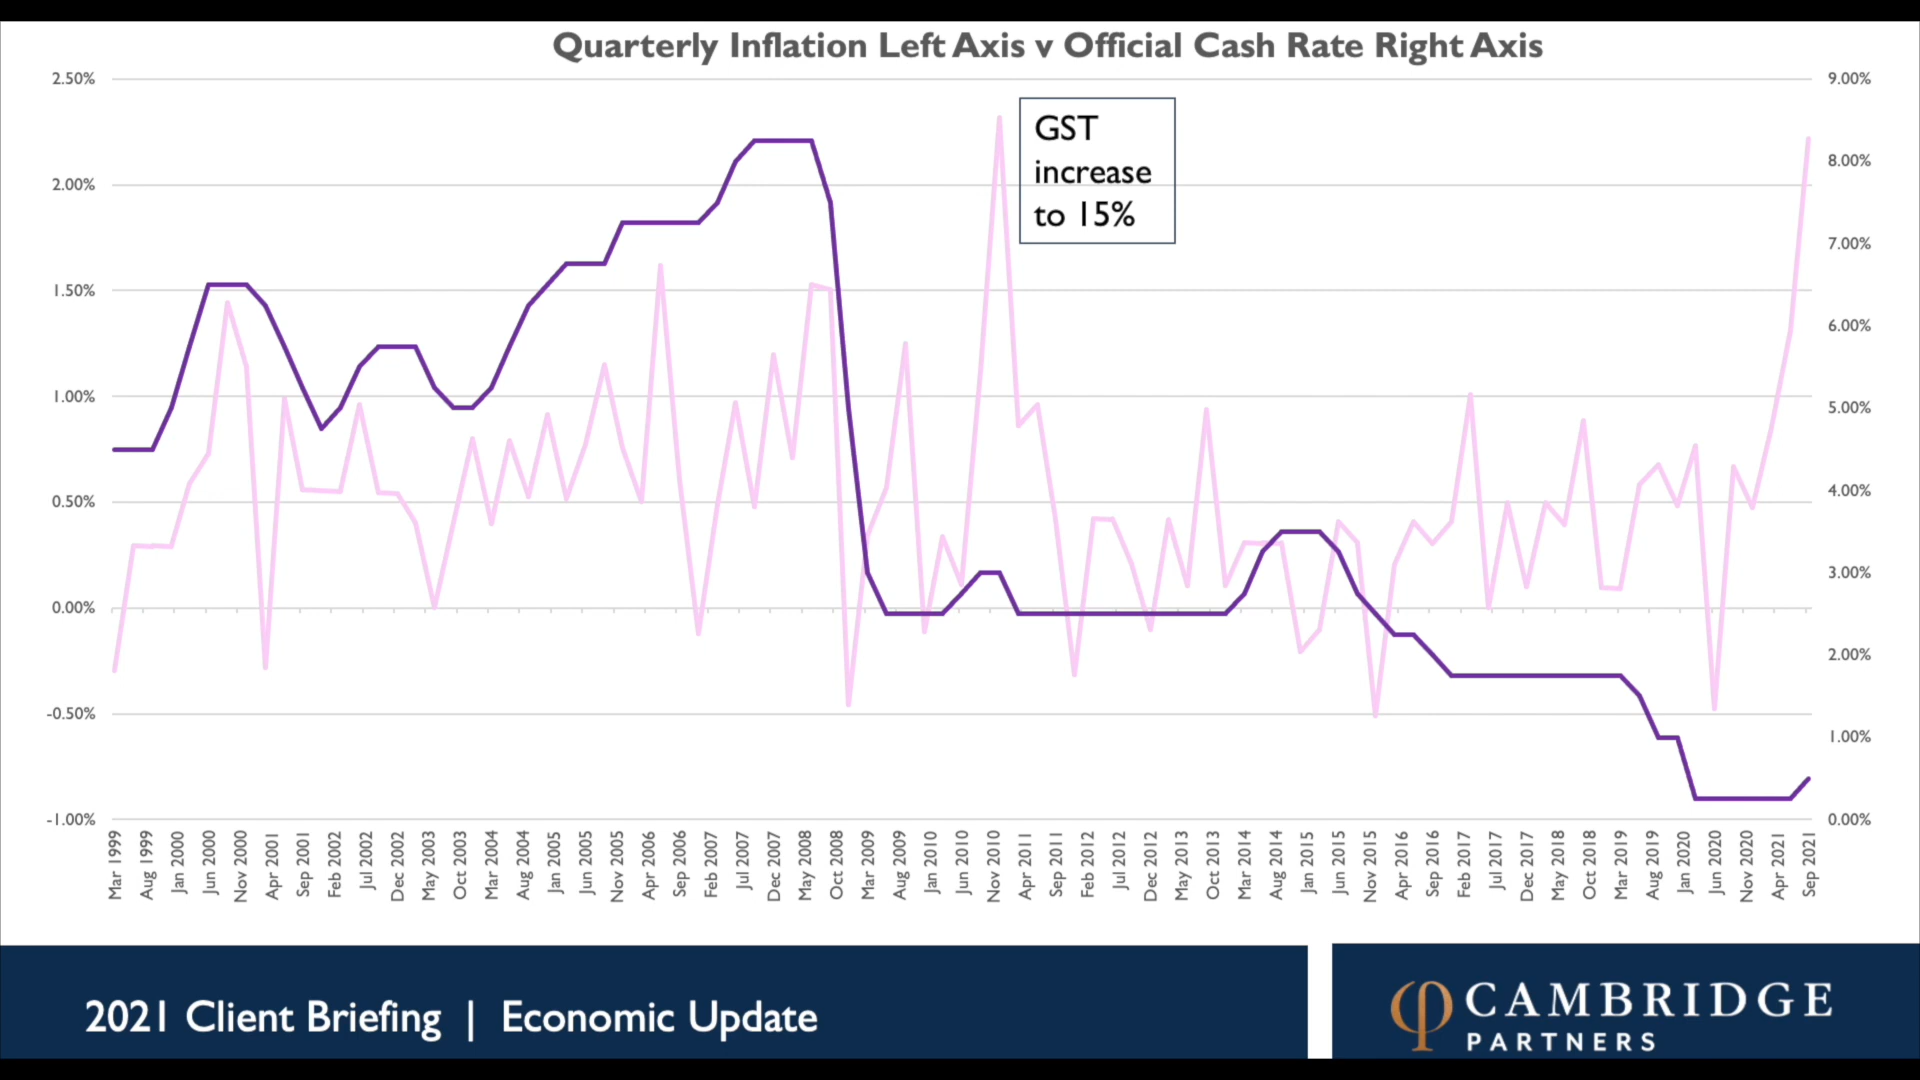 Quarterly Inflation Left Axis v Official Cash Rate Right Axis
2.50%
2.00%
1.50%
1.00%
0.50%
0.00%
-0.50%
-1.00%
GST
increase
to 15%
9.00%
8.00%
7.00%
6.00%
5.00%
4.00%
3.00%
2.00%
1.00%
0.00%
Mar 1999
Aug 1999
Jan 2000
Jun 2000
Nov 2000
Apr 2001
Sep 2001
Feb 2002
Jul 2002
Dec 2002
May 2003
Oct 2003
Mar 2004
Aug 2004
Jan 2005
Jun 2005
Nov 2005
Apr 2006
Sep 2006
Feb 2007
Jul 2007
Dec 2007
May 2008
Oct 2008
Mar 2009
Aug 2009
Jan 2010
Jun 2010
Nov 2010
Apr 2011
Sep 2011
Feb 2012
Jul 2012
Dec 2012
May 2013
Oct 2013
Mar 2014
Aug 2014
Jan 2015
Jun 2015
Nov 2015
Apr 2016
Sep 2016
Feb 2017
Jul 2017
Dec 2017
May 2018
Oct 2018
Mar 2019
Aug 2019
Jan 2020
Jun 2020
Nov 2020
Apr 2021
Sep 2021
2021 Client Briefing | Economic Update
CAMBRIDGE
PARTNERS